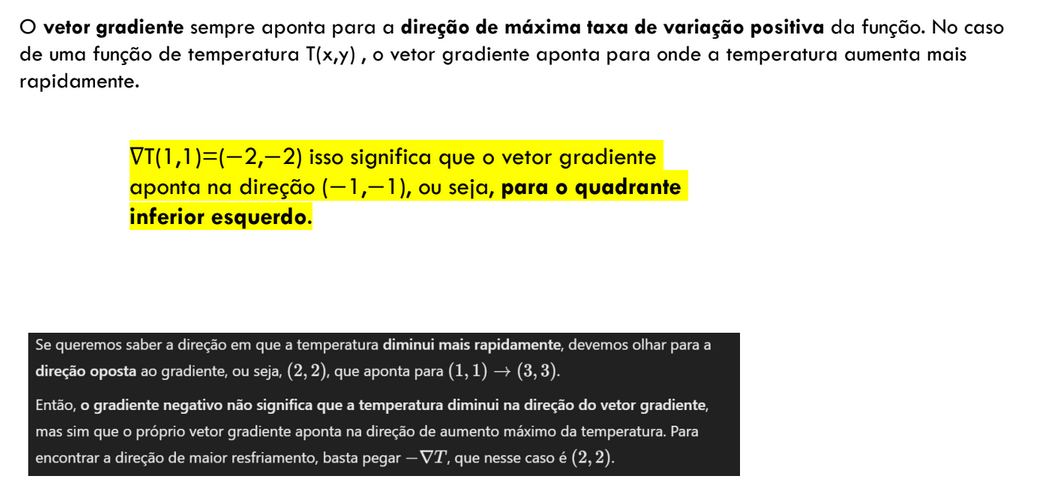 O vetor gradiente sempre aponta para a direção de máxima taxa de variação positiva da função. No caso
de uma função de temperatura T(x,y) , o vetor gradiente aponta para onde a temperatura aumenta mais
rapidamente.
∇T(1,1)=(−2,−2) isso significa que o vetor gradiente
aponta na direção (−1,−1), ou seja, para o quadrante
inferior esquerdo.
Se queremos saber a direção em que a temperatura diminui mais rapidamente, devemos olhar para a
direção oposta ao gradiente, ou seja, (2, 2), que aponta para (1, 1) → (3, 3).
Então, o gradiente negativo não significa que a temperatura diminui na direção do vetor gradiente,
mas sim que o próprio vetor gradiente aponta na direção de aumento máximo da temperatura. Para
encontrar a direção de maior resfriamento, basta pegar −∇T, que nesse caso é (2, 2).